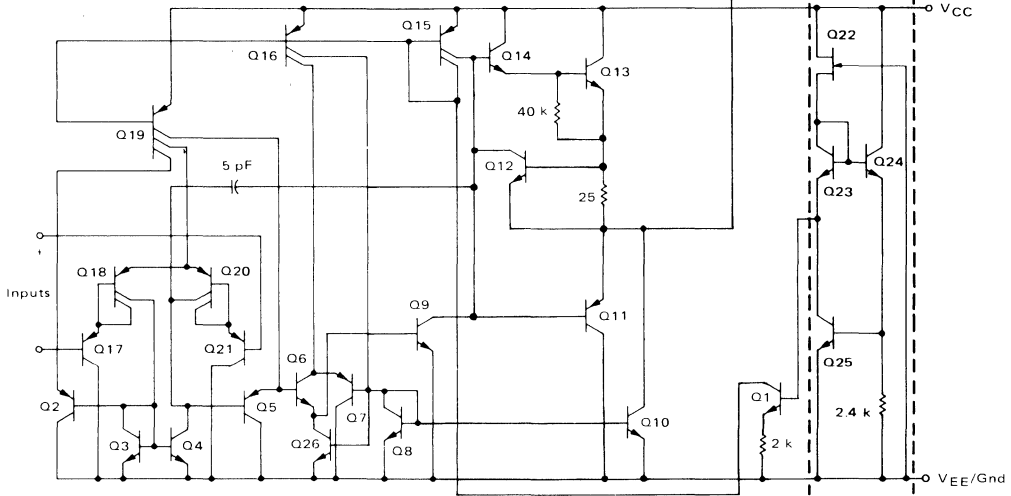 VCC
Q15
Q22
Q16
Q14
Q13
40 k
Q19
Q12
Q24
5 pF
Q23
25
Q18
Q20
Inputs
Q9
Q11
Q17
Q21
Q25
Q6
Q1
Q2
Q5
Q7
2.4 k
Q3
Q4
Q26
Q8
Q10
2 k
VEE/Gnd